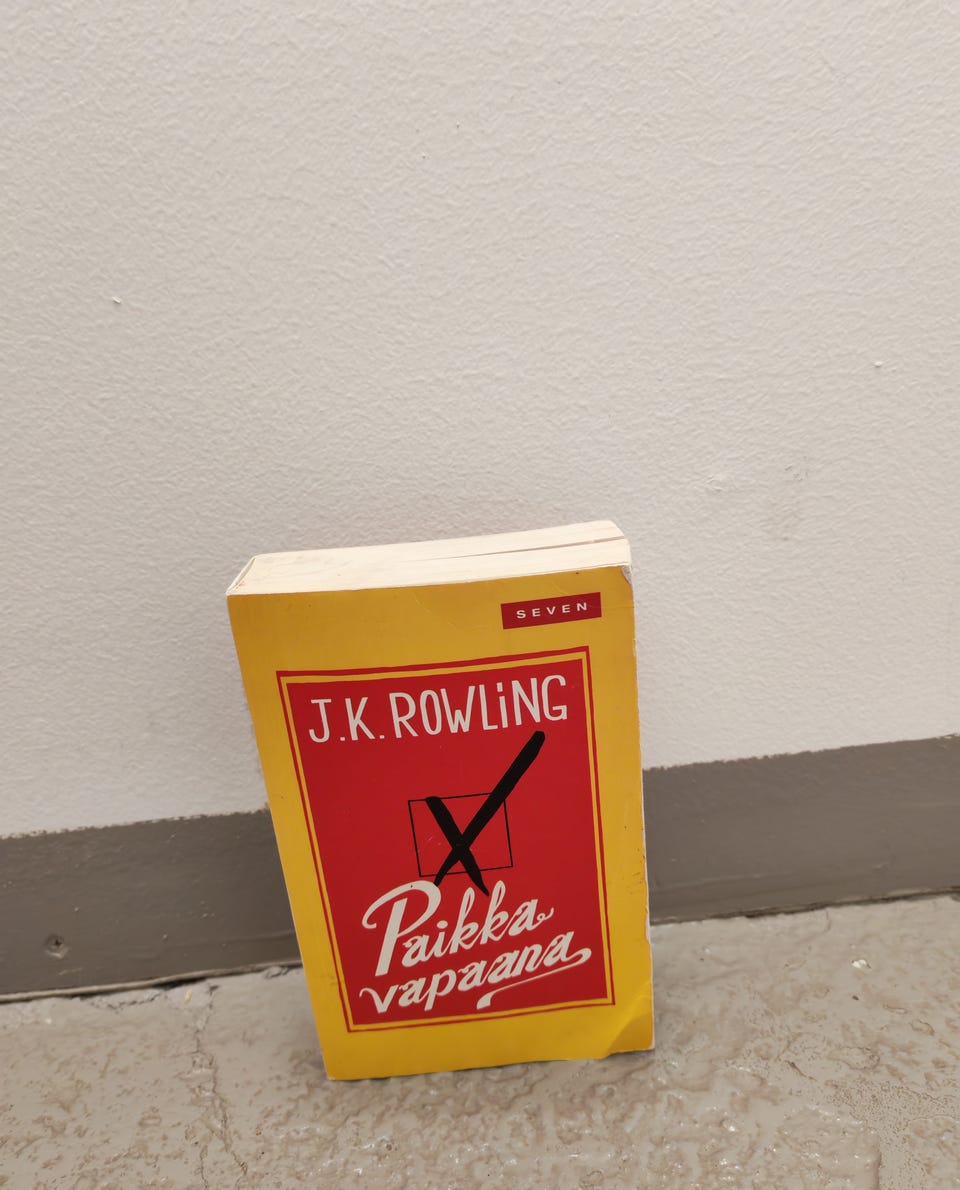 SEVEN
J.K. ROWLiNG
Paikka
vapaana